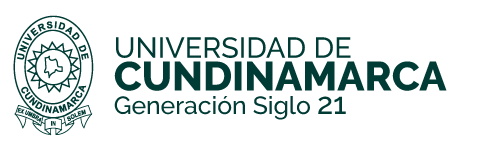 UNIVERSIDAD DE
CUNDINAMARCA
EX UMBRA IN SOLEM
UNIVERSIDAD DE
CUNDINAMARCA
Generación Siglo 21